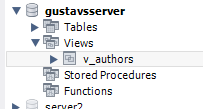 gustavsserver
Tables
Views
v_authors
Stored Procedures
Functions
server2